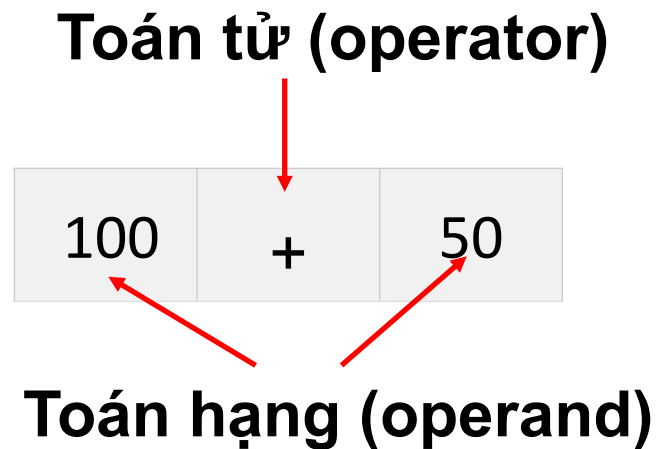 Toán tử (operator)
100 + 50
Toán hạng (operand)